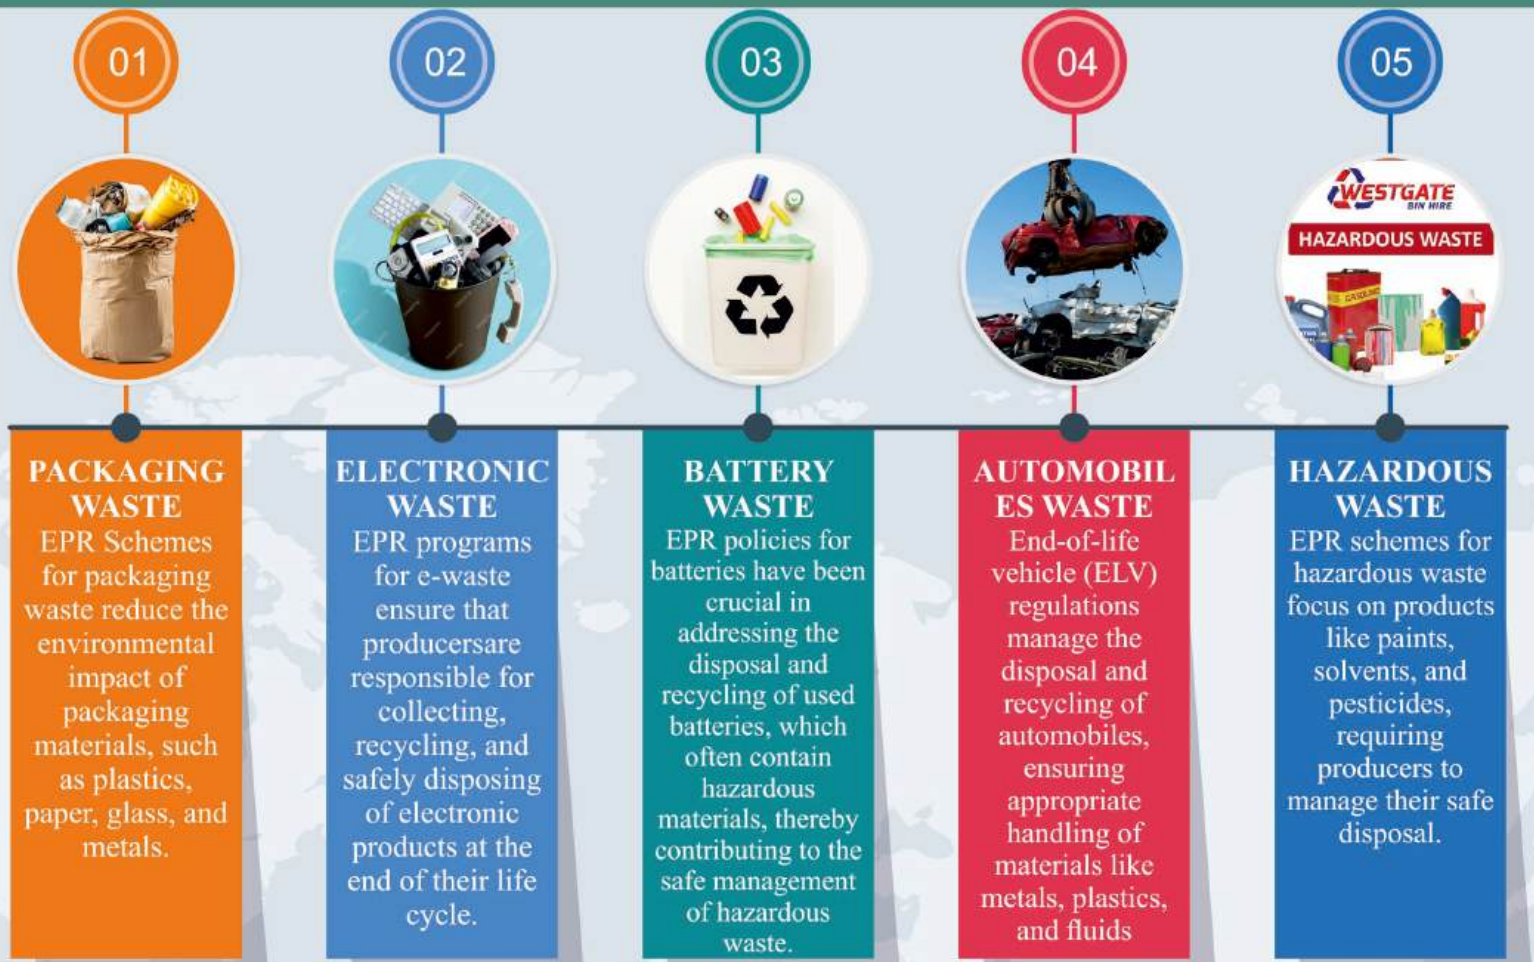 01
02
03
04
05
WESTGATE
BIN HIRE
HAZARDOUS WASTE
GASOLINE
PACKAGING
WASTE
EPR Schemes
for packaging
waste reduce the
environmental
impact of
packaging
materials, such
as plastics,
paper, glass, and
metals.
ELECTRONIC
WASTE
EPR programs
for e-waste
ensure that
producersare
responsible for
collecting,
recycling, and
safely disposing
of electronic
products at the
end of their life
cycle.
BATTERY
WASTE
EPR policies for
batteries have been
crucial in
addressing the
disposal and
recycling of used
batteries, which
often contain
hazardous
materials, thereby
contributing to the
safe management
of hazardous
waste.
AUTOMOBIL
ES WASTE
End-of-life
vehicle (ELV)
regulations
manage the
disposal and
recycling of
automobiles,
ensuring
appropriate
handling of
materials like
metals, plastics,
and fluids
HAZARDOUS
WASTE
EPR schemes for
hazardous waste
focus on products
like paints,
solvents, and
pesticides,
requiring
producers to
manage their safe
disposal.